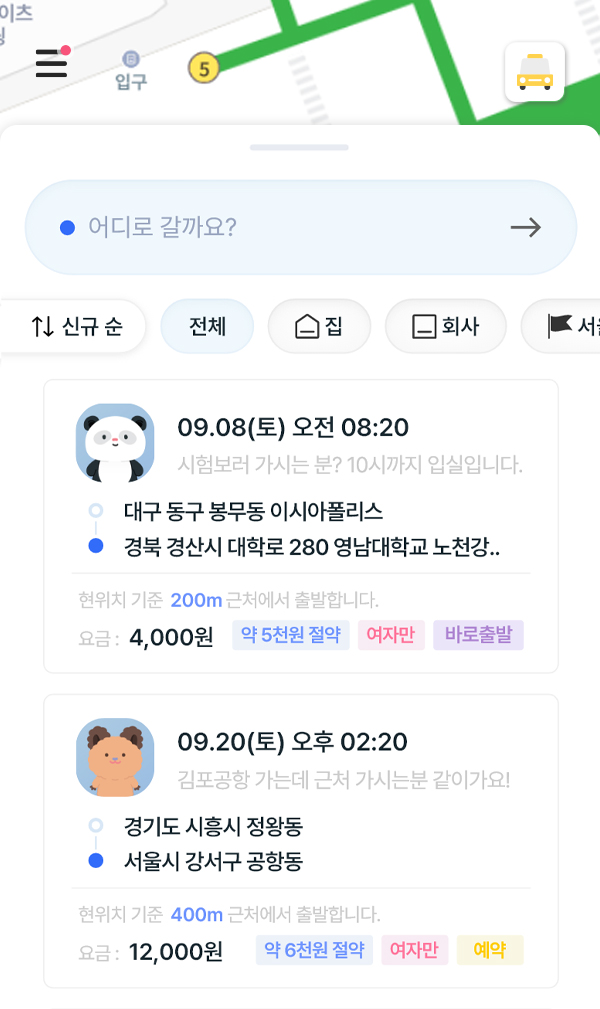 이츠
입구
5
어디로 갈까요?
신규 순
전체
집
회사
서울
09.08(토) 오전 08:20
시험보러 가시는 분? 10시까지 입실입니다.
대구 동구 봉무동 이시아폴리스
경북 경산시 대학로 280 영남대학교 노천강..
현위치 기준 200m 근처에서 출발합니다.
요금 : 4,000원 약 5천원 절약 여자만 바로출발
09.20(토) 오후 02:20
김포공항 가는데 근처 가시는분 같이가요!
경기도 시흥시 정왕동
서울시 강서구 공항동
현위치 기준 400m 근처에서 출발합니다.
요금 : 12,000원 약 6천원 절약 여자만 예약